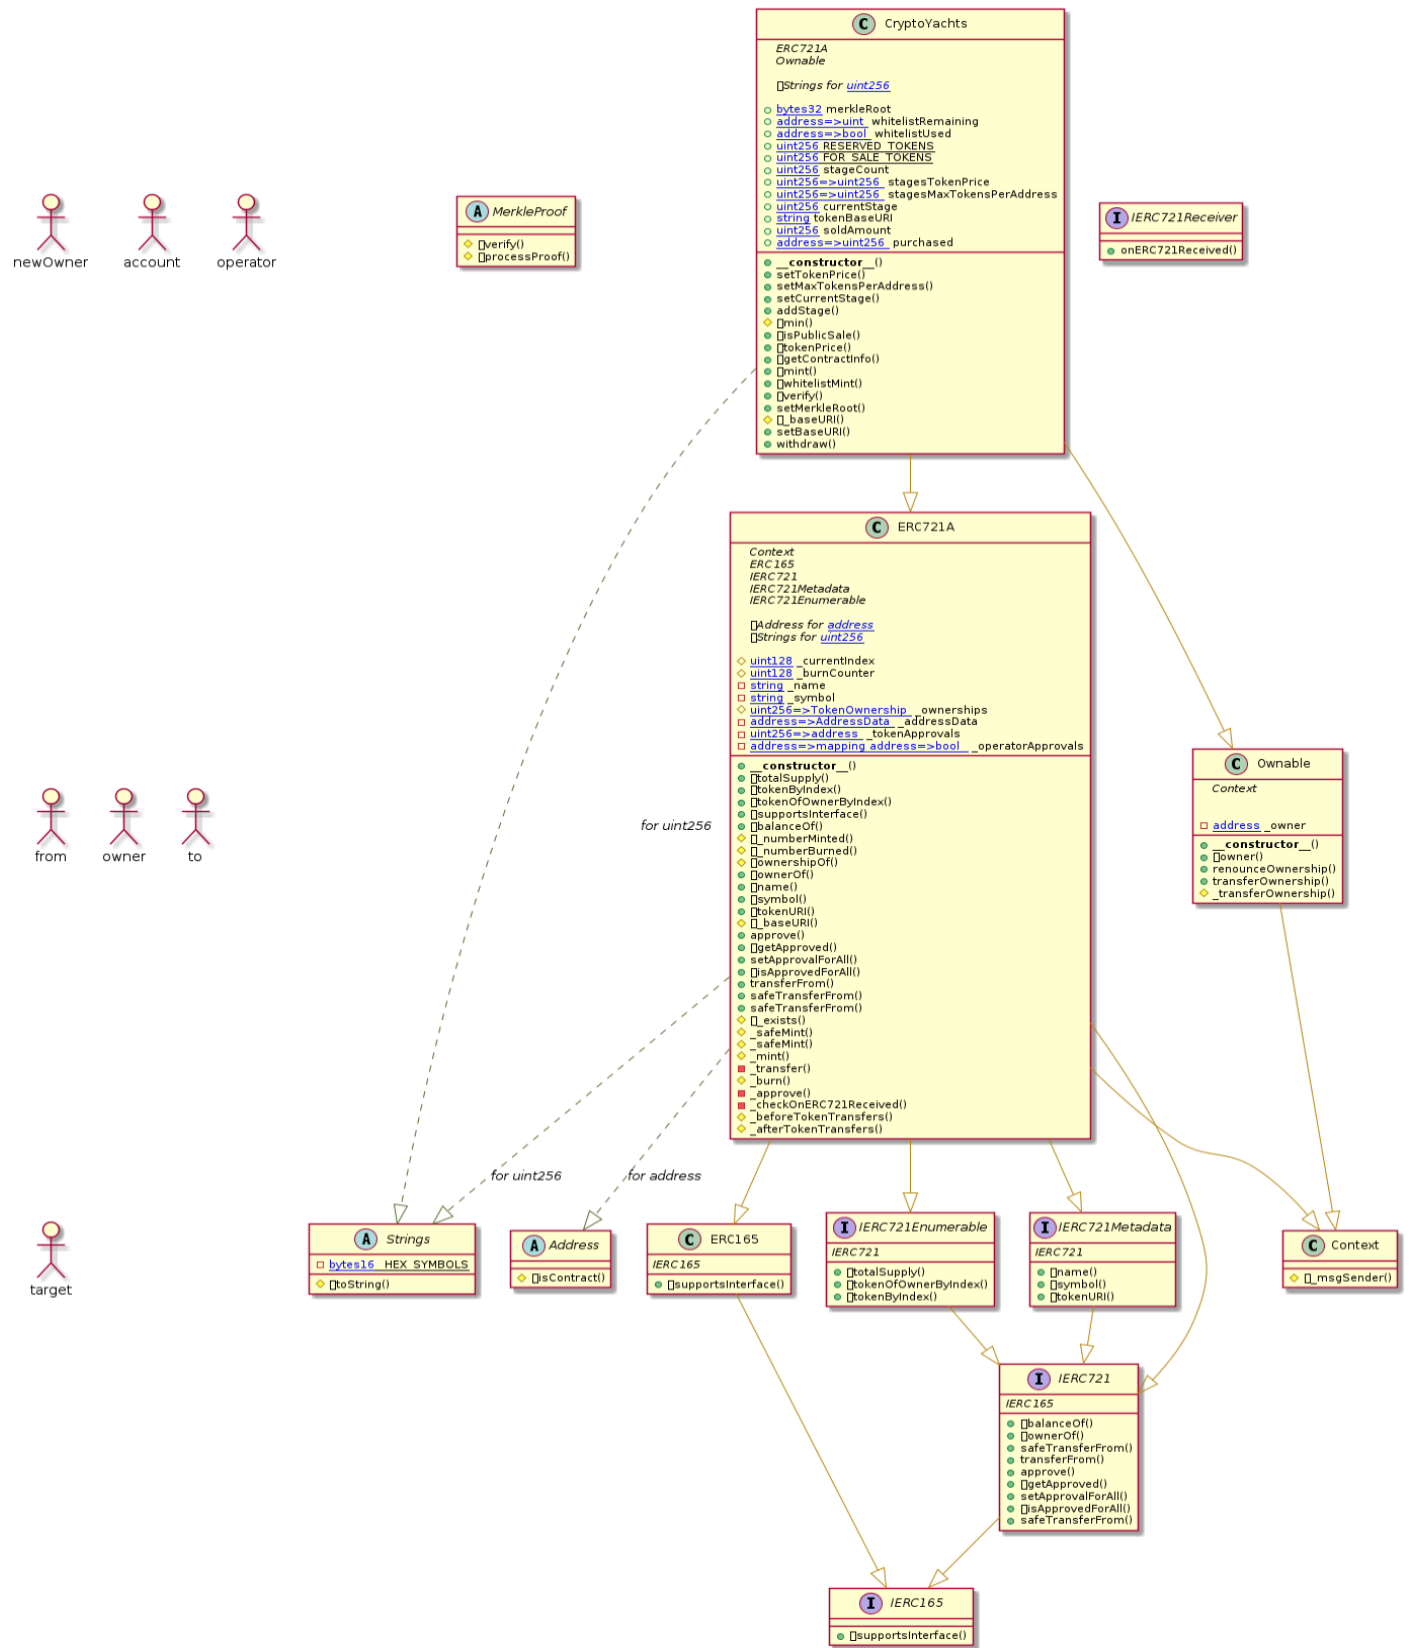 CryptoYachts
ERC721A
Ownable
Strings for uint256
bytes32 merkleRoot
address=>uint whitelistRemaining
address=>bool whitelistUsed
uint256 RESERVED_TOKENS
uint256 FOR_SALE_TOKENS
uint256 stageCount
uint256=>uint256 stagesTokenPrice
uint256=>uint256 stagesMaxTokensPerAddress
uint256 currentStage
string tokenBaseURI
uint256 soldAmount
address=>uint256 purchased
__constructor__()
setTokenPrice()
setMaxTokensPerAddress()
setCurrentStage()
addStage()
min()
isPublicSale()
tokenPrice()
getContractInfo()
mint()
whitelistMint()
verify()
setMerkleRoot()
_baseURI()
setBaseURI()
withdraw()
newOwner
account
operator
MerkleProof
verify()
processProof()
IERC721Receiver
onERC721Received()
ERC721A
Context
ERC165
IERC721
IERC721Metadata
IERC721Enumerable
Address for address
Strings for uint256
uint128 _currentIndex
uint128 _burnCounter
string _name
string _symbol
uint256=>TokenOwnership _ownerships
address=>AddressData _addressData
uint256=>address _tokenApprovals
address=>mapping address=>bool _operatorApprovals
__constructor__()
totalSupply()
tokenByIndex()
tokenOfOwnerByIndex()
supportsInterface()
balanceOf()
_numberMinted()
_numberBurned()
ownershipOf()
ownerOf()
name()
symbol()
tokenURI()
_baseURI()
approve()
getApproved()
setApprovalForAll()
isApprovedForAll()
transferFrom()
safeTransferFrom()
safeTransferFrom()
_exists()
_safeMint()
_safeMint()
_mint()
_transfer()
_burn()
_approve()
_checkOnERC721Received()
_beforeTokenTransfers()
_afterTokenTransfers()
from
owner
to
for uint256
Ownable
Context
address _owner
__constructor__()
owner()
renounceOwnership()
transferOwnership()
_transferOwnership()
for uint256
for address
target
Strings
bytes16 _HEX_SYMBOLS
toString()
Address
isContract()
ERC165
IERC165
supportsInterface()
IERC721Enumerable
IERC721
totalSupply()
tokenOfOwnerByIndex()
tokenByIndex()
IERC721Metadata
IERC721
name()
symbol()
tokenURI()
Context
_msgSender()
IERC721
IERC165
balanceOf()
ownerOf()
safeTransferFrom()
transferFrom()
approve()
getApproved()
setApprovalForAll()
isApprovedForAll()
safeTransferFrom()
IERC165
supportsInterface()